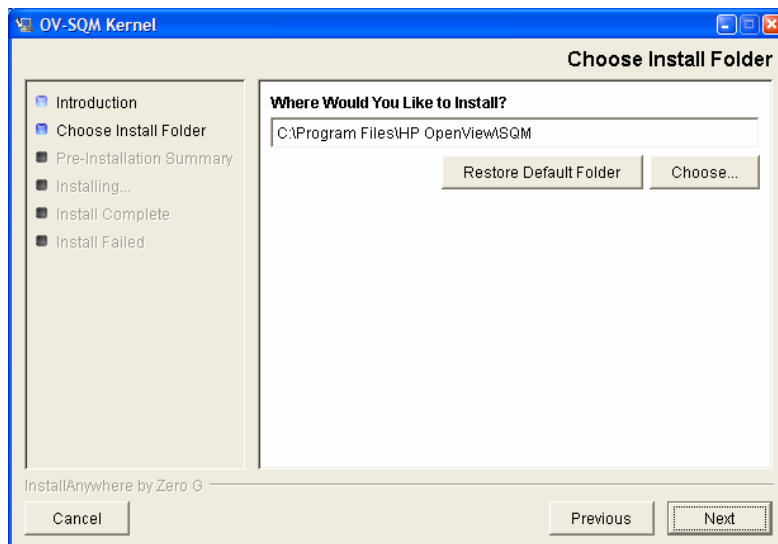 OV-SQM Kernel
Choose Install Folder
Introduction
Choose Install Folder
Pre-Installation Summary
Installing...
Install Complete
Install Failed
Where Would You Like to Install?
C:\Program Files\HP OpenView\SQM
Restore Default Folder
Choose...
InstallAnywhere by Zero G
Cancel
Previous
Next